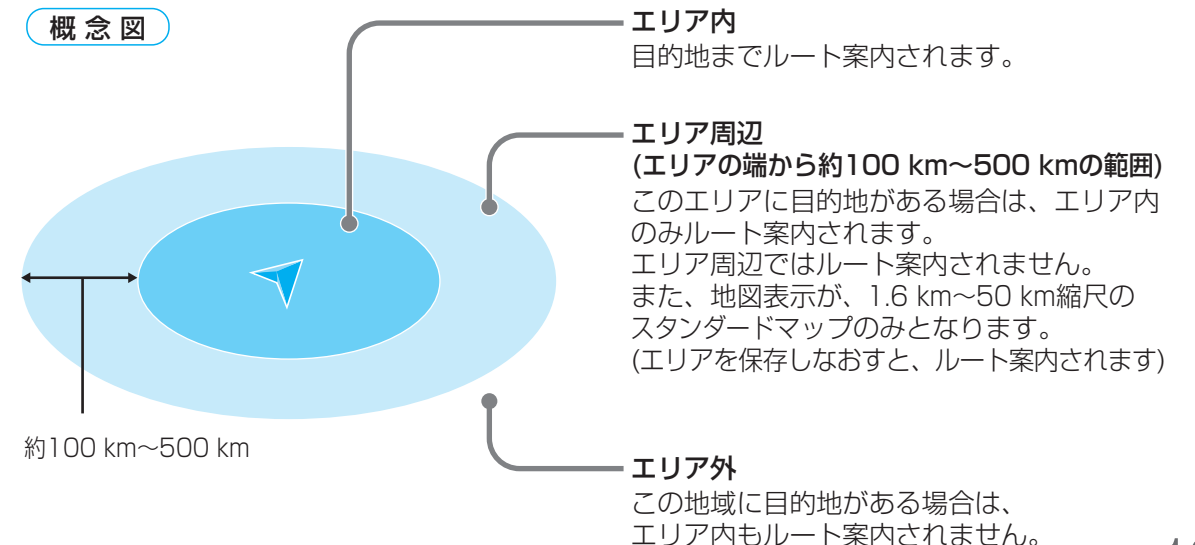 概念図
エリア内
目的地までルート案内されます。
エリア周辺
(エリアの端から約100 km〜500 kmの範囲)
このエリアに目的地がある場合は、エリア内
のみルート案内されます。
エリア周辺ではルート案内されません。
また、地図表示が、1.6 km〜50 km縮尺の
スタンダードマップのみとなります。
(エリアを保存しなおすと、ルート案内されます)
約100 km〜500 km
エリア外
この地域に目的地がある場合は、
エリア内もルート案内されません。